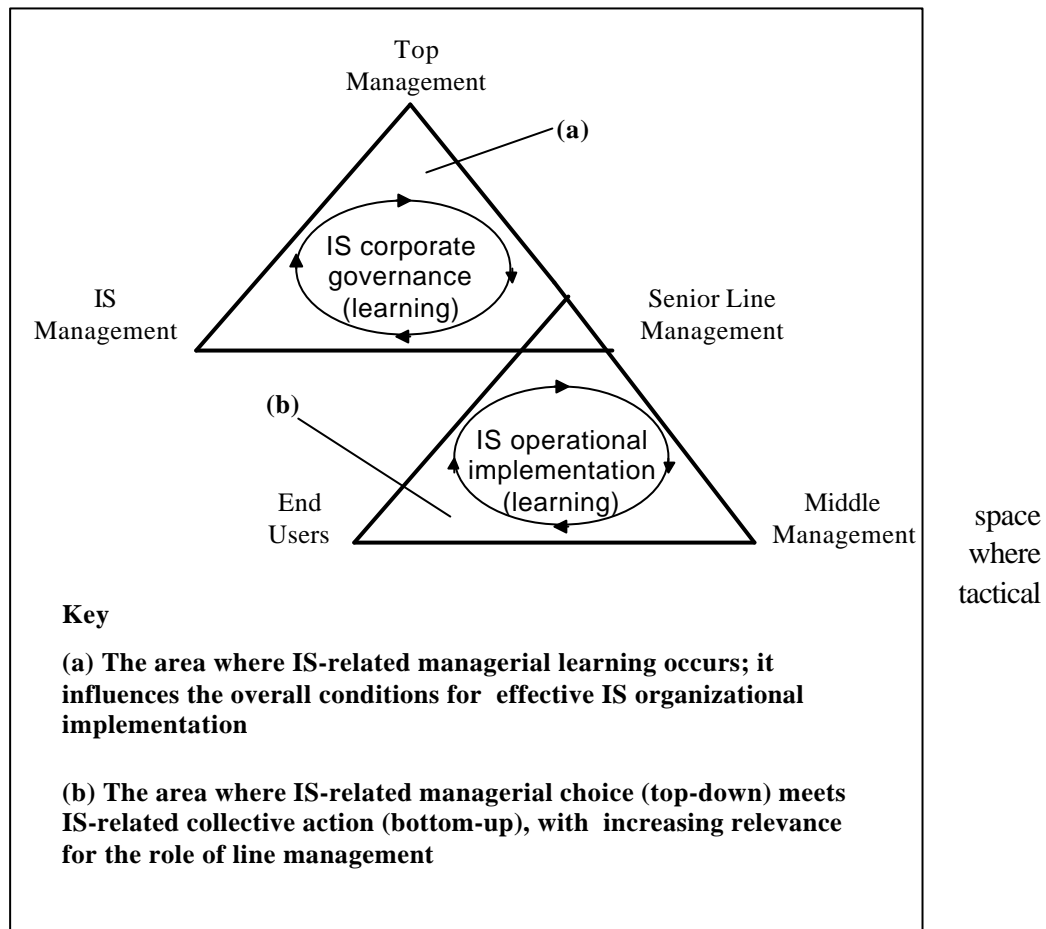 Top
Management
(a)
IS corporate
governance
(learning)
IS
Management
Senior Line
Management
(b)
IS operational
implementation
(learning)
End
Users
Middle
Management
space
where
tactical
Key
(a) The area where IS-related managerial learning occurs; it
influences the overall conditions for effective IS organizational
implementation
(b) The area where IS-related managerial choice (top-down) meets
IS-related collective action (bottom-up), with increasing relevance
for the role of line management